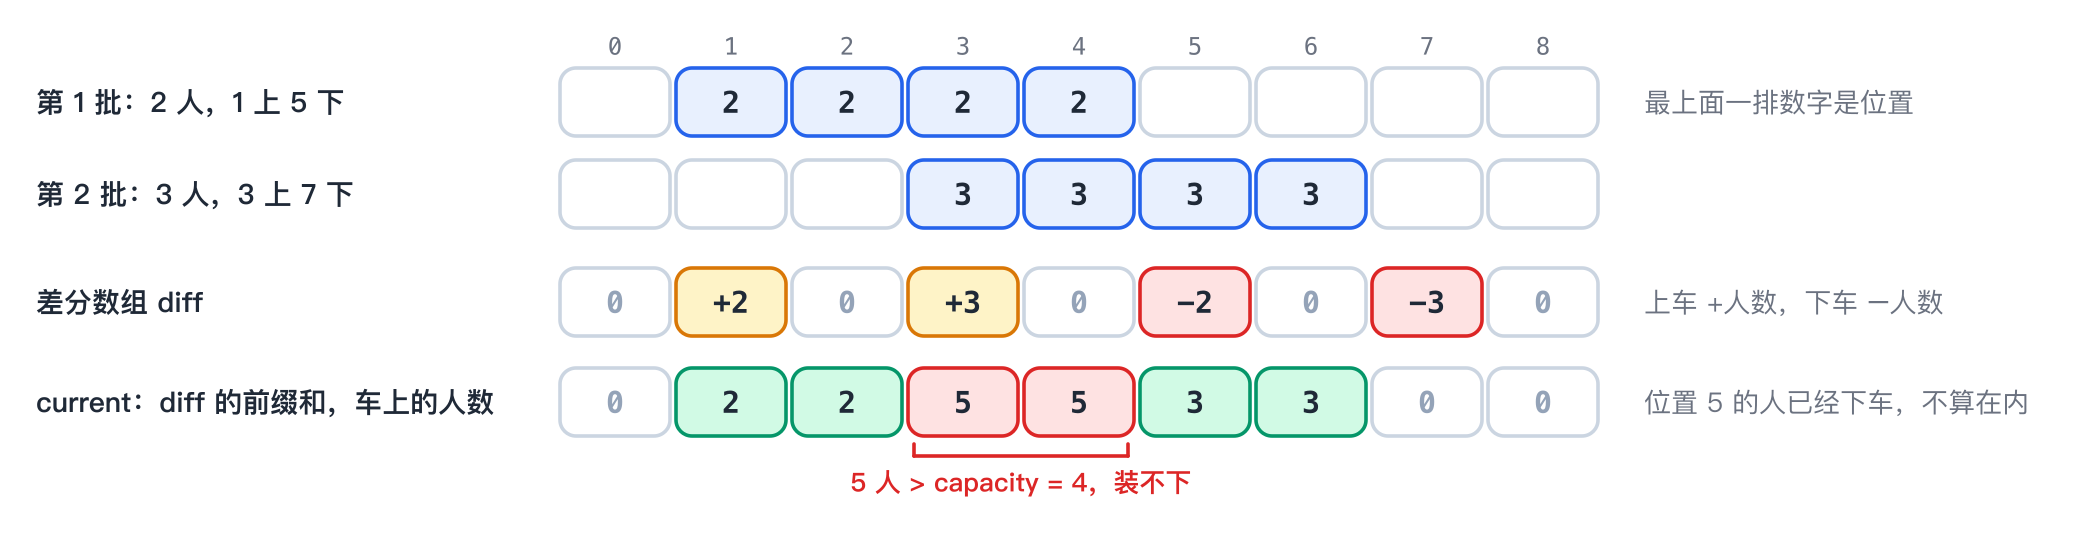 0 1 2 3 4 5 6 7 8
第 1 批：2 人，1 上 5 下 2 2 2 2 最上面一排数字是位置
第 2 批：3 人，3 上 7 下 3 3 3 3
差分数组 diff 0 +2 0 +3 0 −2 0 −3 0 上车 +人数，下车 −人数
current：diff 的前缀和，车上的人数 0 2 2 5 5 3 3 0 0 位置 5 的人已经下车，不算在内
5 人 > capacity = 4，装不下